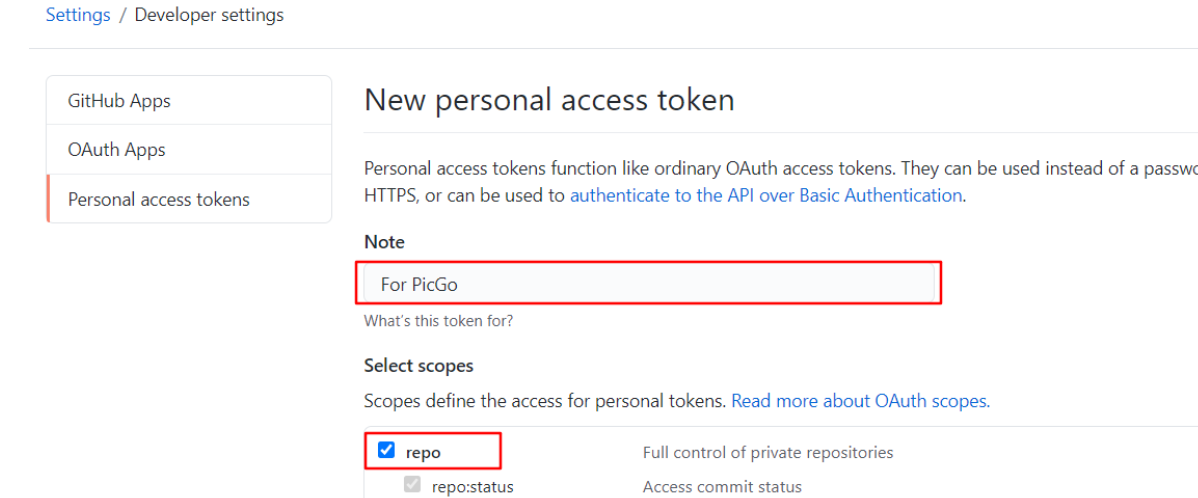 Settings / Developer settings
GitHub Apps
OAuth Apps
Personal access tokens
New personal access token
Personal access tokens function like ordinary OAuth access tokens. They can be used instead of a passwo
HTTPS, or can be used to authenticate to the API over Basic Authentication.
Note
For PicGo
What's this token for?
Select scopes
Scopes define the access for personal tokens. Read more about OAuth scopes.
repo Full control of private repositories
repo:status Access commit status